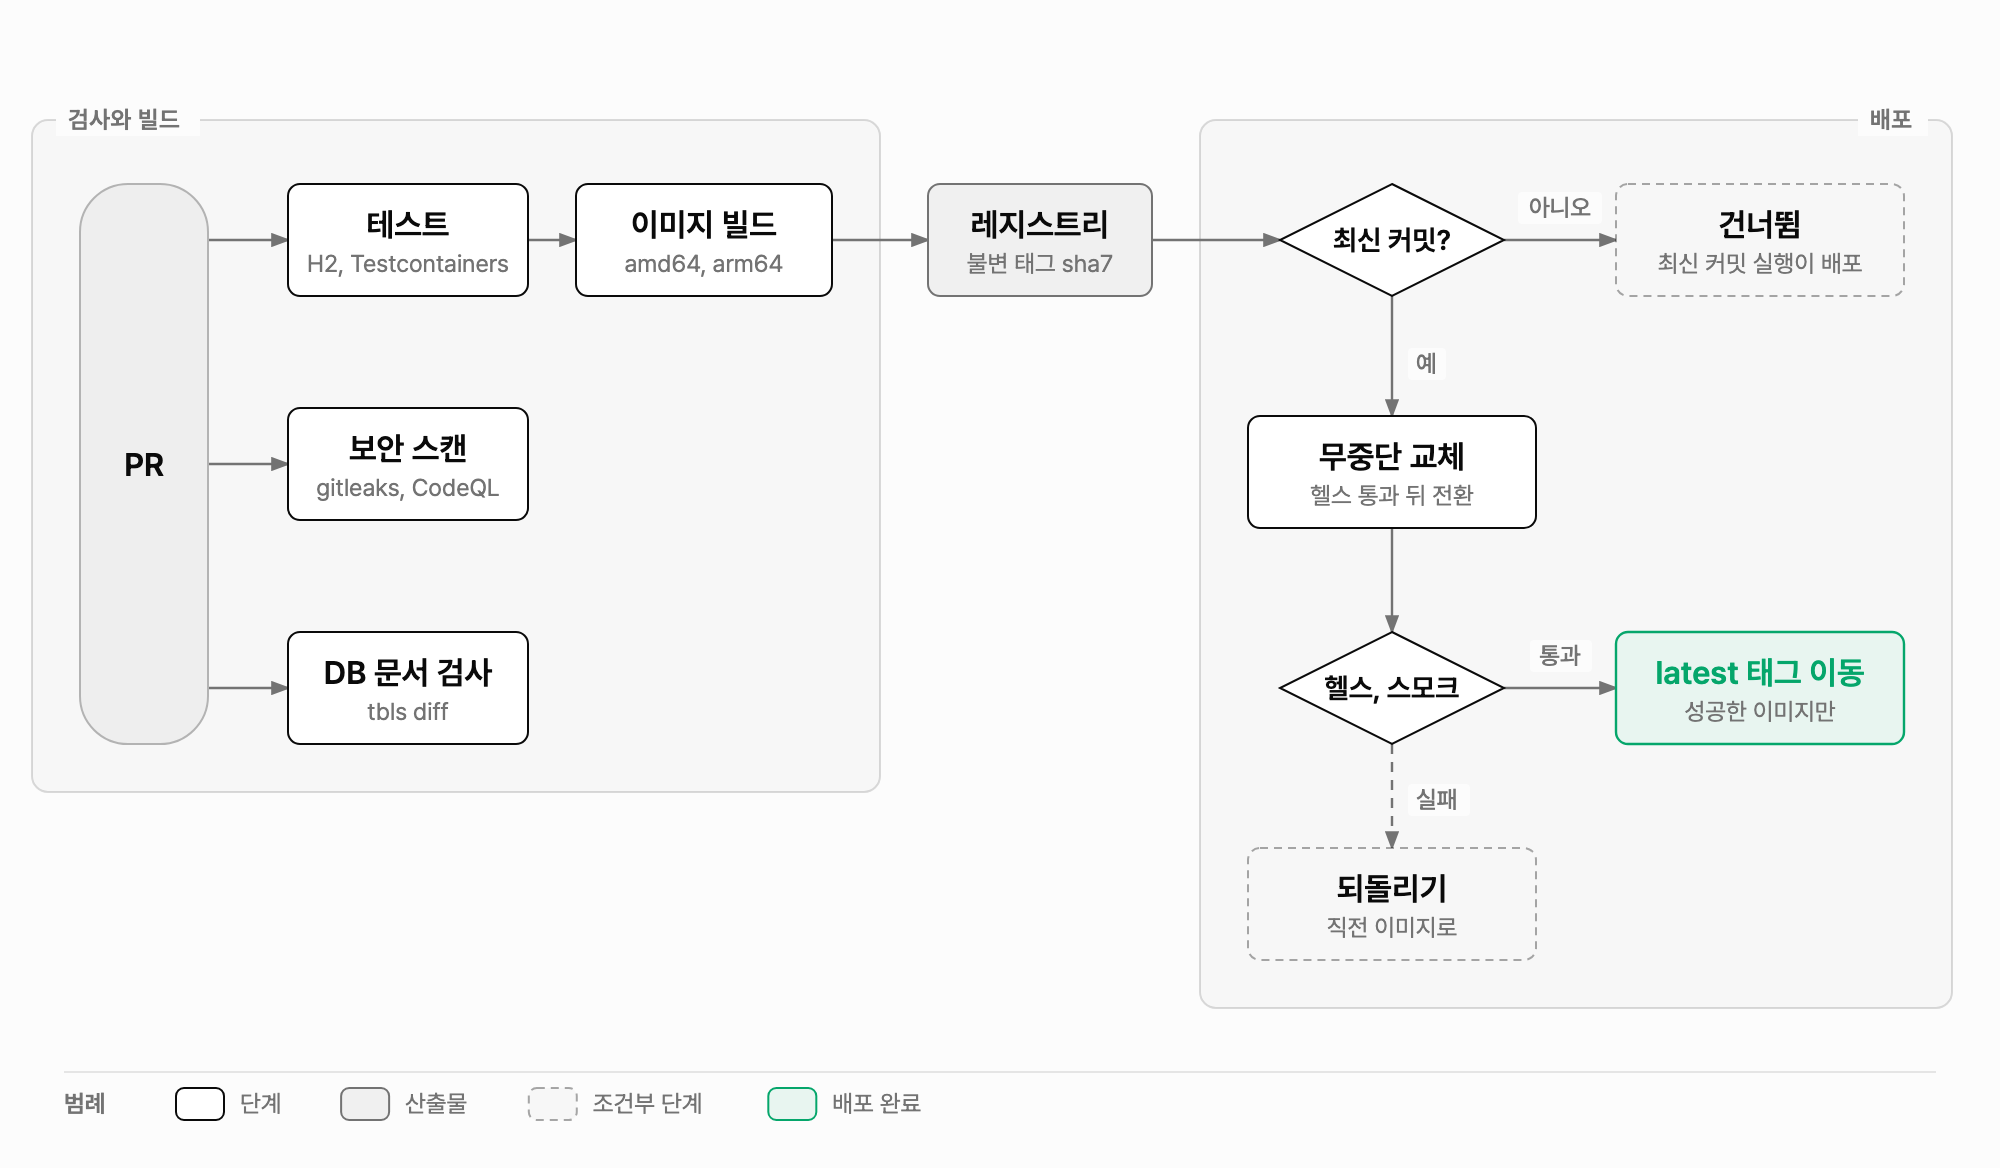 검사와 빌드
배포
PR
테스트
H2, Testcontainers
이미지 빌드
amd64, arm64
레지스트리
불변 태그 sha7
최신 커밋?
아니오
건너뜀
최신 커밋 실행이 배포
예
보안 스캔
gitleaks, CodeQL
무중단 교체
헬스 통과 뒤 전환
DB 문서 검사
tbls diff
헬스, 스모크
통과
latest 태그 이동
성공한 이미지만
실패
되돌리기
직전 이미지로
범례
단계
산출물
조건부 단계
배포 완료